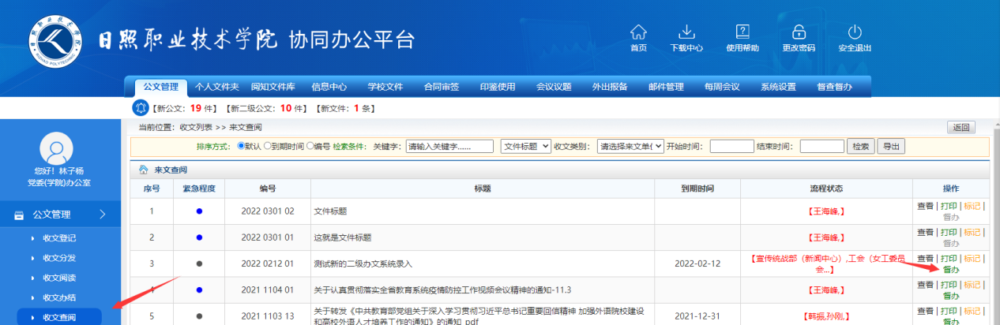 日照职业技术学院
RIZHAO POLYTECHNIC
日照职业技术学院 协同办公平台
首页 下载中心 使用帮助 更改密码 安全退出
公文管理 个人文件夹 阅知文件库 信息中心 学校文件 合同审签 印鉴使用 会议议题 外出报备 邮件管理 每周会议 系统设置 督查督办
【新公文：19 件】 【新二级公文：10 件】 【新文件：1 条】
当前位置：收文列表 >> 来文查阅 返回
排序方式： 默认 到期时间 编号 检索条件： 关键字： 请输入关键字...... 文件标题 收文类别： 请选择来文单位 开始时间： 结束时间： 检索 导出
您好！林子杨
党委(学院)办公室
公文管理
收文登记
收文分发
收文阅读
收文办结
收文查阅
来文查阅
序号 紧急程度 编号 标题 到期时间 流程状态 操作
1 2022 0301 02 文件标题 【王海峰,】 查看 | 打印 | 标记 |
督办
2 2022 0301 01 这就是文件标题 【王海峰,】 查看 | 打印 | 标记 |
督办
3 2022 0212 01 测试新的二级办文系统录入 2022-02-12 【宣传统战部（新闻中心）,工会（女工委员
会...】 查看 | 打印 | 标记 |
督办
4 2021 1104 01 关于认真贯彻落实全省教育系统疫情防控工作视频会议精神的通知-11.3 【王海峰,】 查看 | 打印 | 标记 |
督办
5 2021 1103 13 关于转发《中共教育部党组关于深入学习贯彻习近平总书记重要回信精神 加强外语院校建设
和高校外语人才培养工作的通知》的通知.pdf 2021-12-31 【韩振,孙刚,】 查看 | 打印 | 标记 |
督办